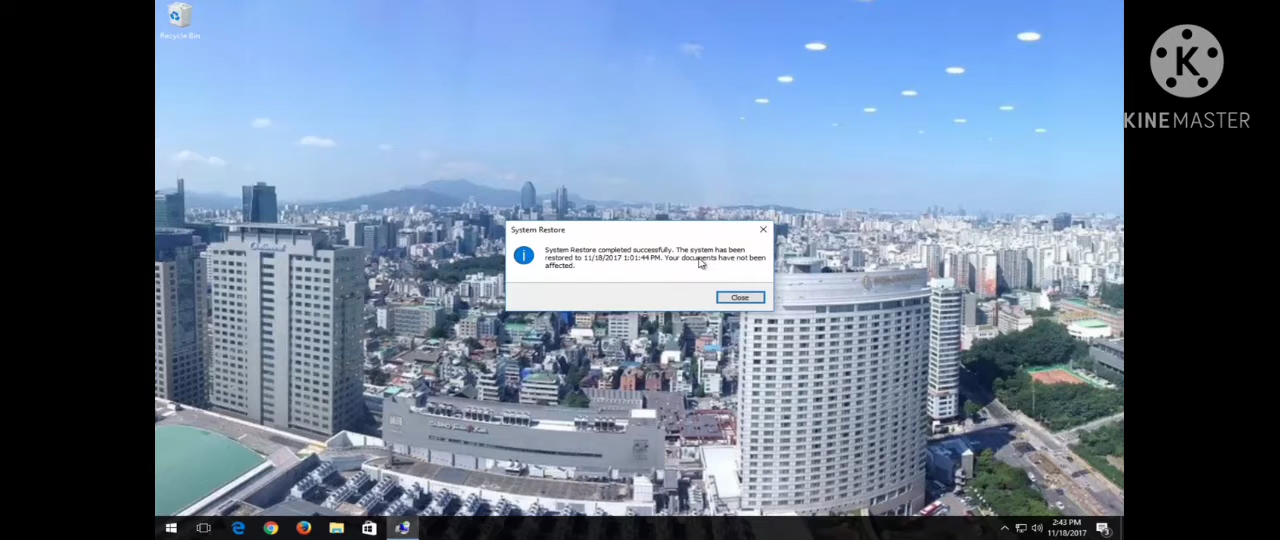 Recycle Bin
KINEMASTER
System Restore
System Restore completed successfully. The system has been
restored to 11/18/2017 1:01:44 PM. Your documents have not been
affected.
Close
2:43 PM
11/18/2017